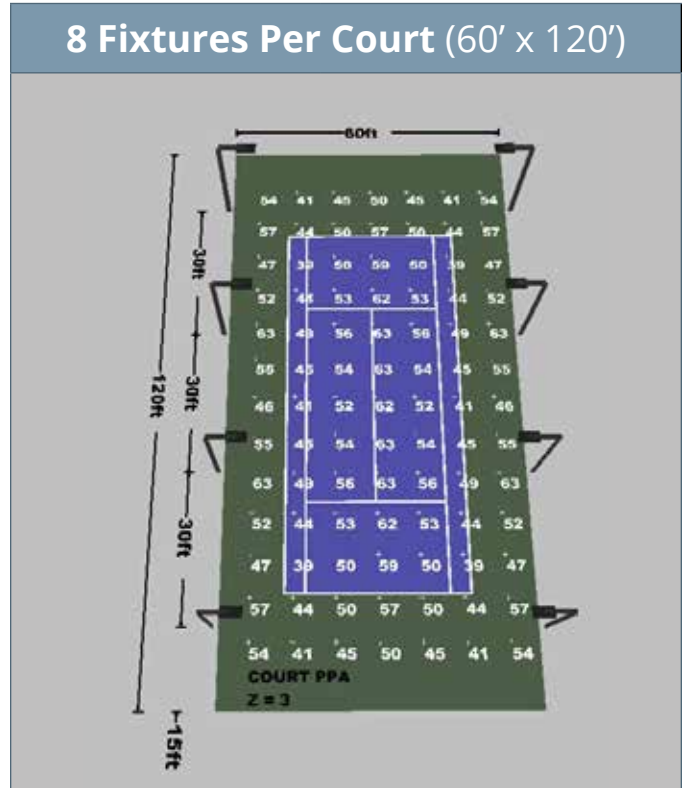 8 Fixtures Per Court (60’ x 120’)
60ft
54 41 45 50 45 41 54
57 44 50 57 50 44 57
47 39 50 59 50 39 47
52 44 53 62 53 44 52
63 49 56 63 56 49 63
55 45 54 63 54 45 55
46 41 52 62 52 41 46
55 45 54 63 54 45 55
63 49 56 63 56 49 63
52 44 53 62 53 44 52
47 39 50 59 50 39 47
57 44 50 57 50 44 57
54 41 45 50 45 41 54
30ft
30ft
30ft
120ft
15ft
COURT PPA
Z = 3